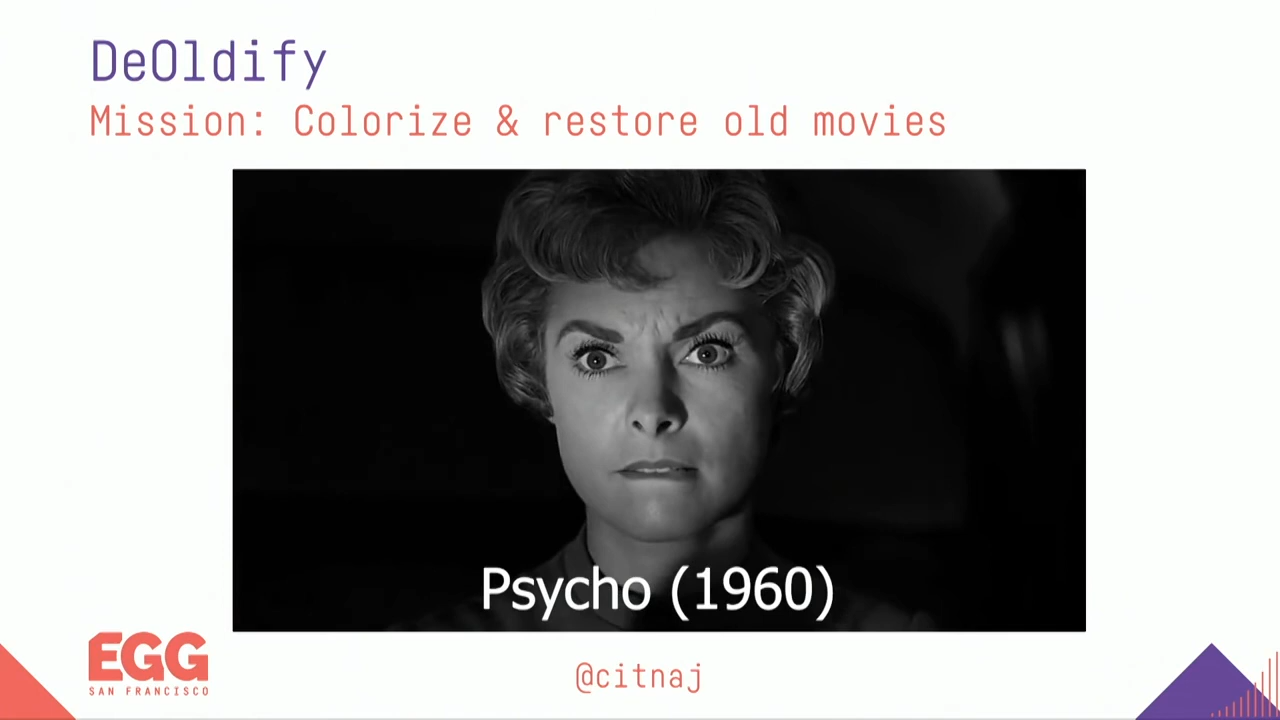 DeOldify
Mission: Colorize & restore old movies
Psycho (1960)
EGG
SAN FRANCISCO
@citnaj